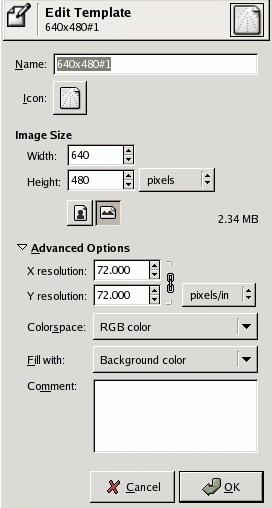 Edit Template
640x480#1
Name: 640x480#1
Icon:
Image Size
Width: 640
Height: 480 pixels
2.34 MB
Advanced Options
X resolution: 72.000
Y resolution: 72.000 pixels/in
Colorspace: RGB color
Fill with: Background color
Comment:
Cancel OK